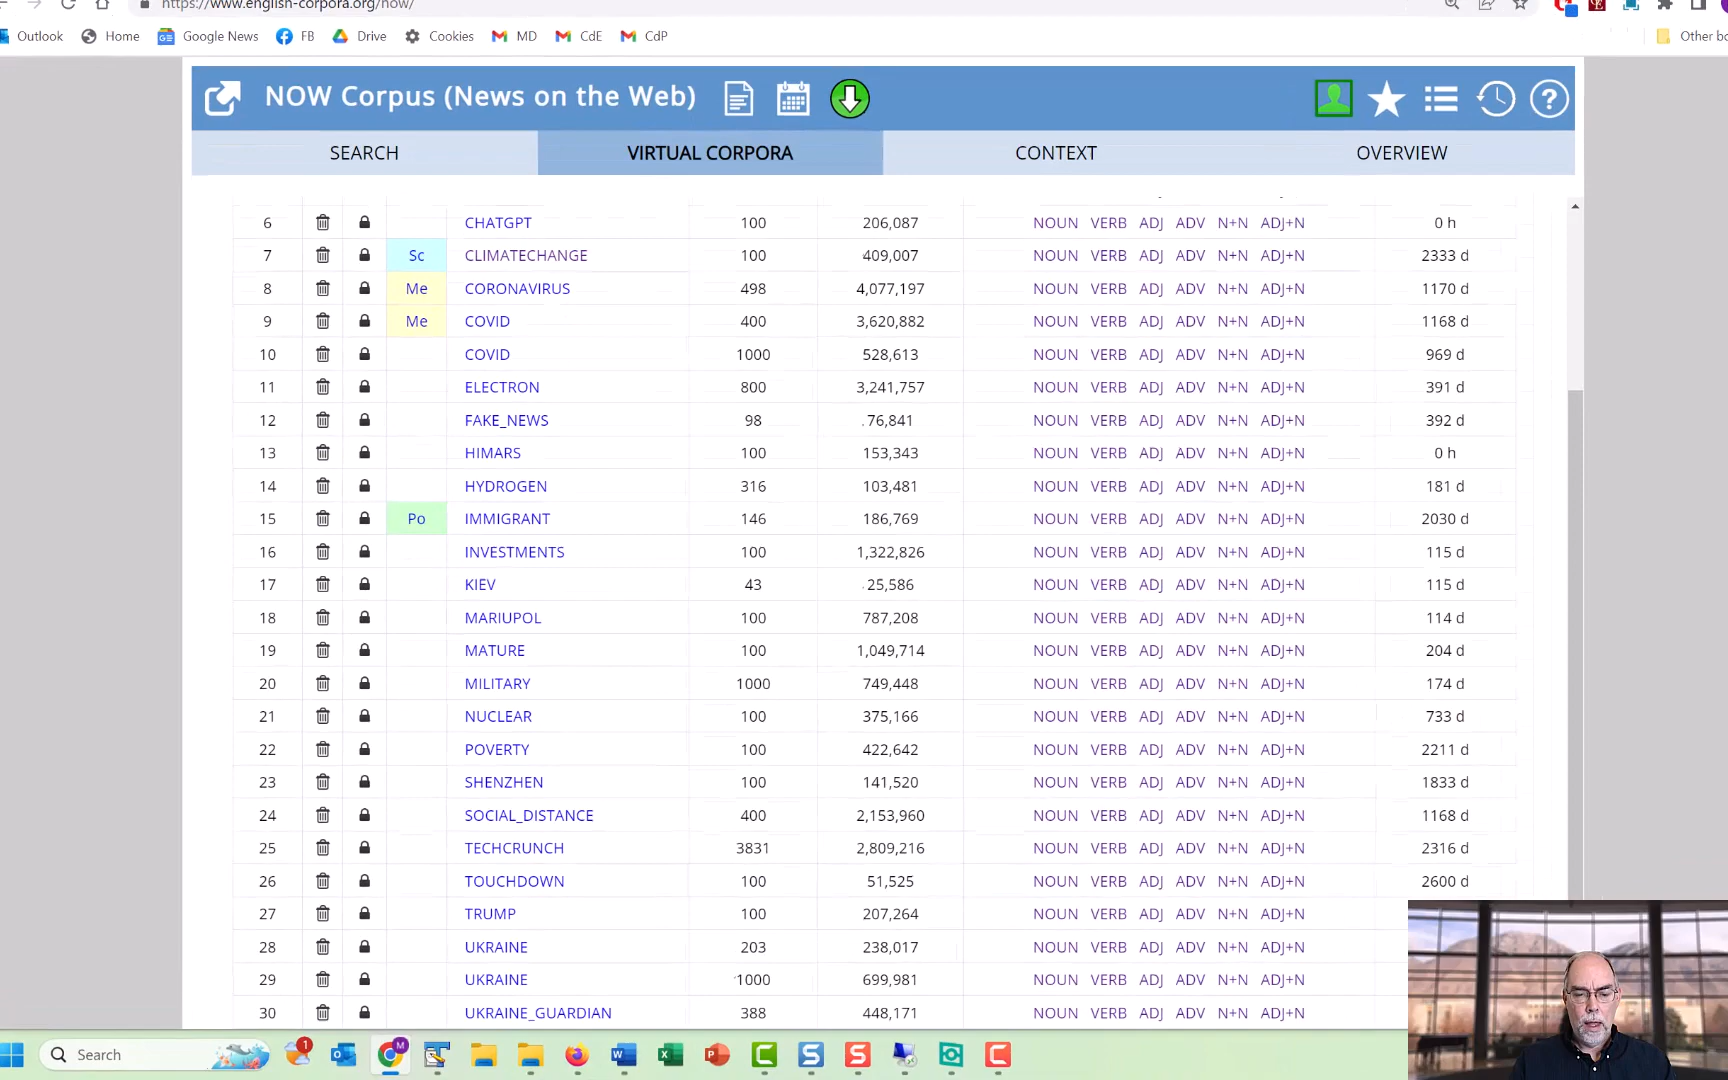 https://www.english-corpora.org/now/
Outlook Home Google News FB Drive Cookies MD CdE CdP
NOW Corpus (News on the Web)
SEARCH VIRTUAL CORPORA CONTEXT OVERVIEW
6 CHATGPT 100 206,087 NOUN VERB ADJ ADV N+N ADJ+N 0 h
7 Sc CLIMATECHANGE 100 409,007 NOUN VERB ADJ ADV N+N ADJ+N 2333 d
8 Me CORONAVIRUS 498 4,077,197 NOUN VERB ADJ ADV N+N ADJ+N 1170 d
9 Me COVID 400 3,620,882 NOUN VERB ADJ ADV N+N ADJ+N 1168 d
10 COVID 1000 528,613 NOUN VERB ADJ ADV N+N ADJ+N 969 d
11 ELECTRON 800 3,241,757 NOUN VERB ADJ ADV N+N ADJ+N 391 d
12 FAKE_NEWS 98 76,841 NOUN VERB ADJ ADV N+N ADJ+N 392 d
13 HIMARS 100 153,343 NOUN VERB ADJ ADV N+N ADJ+N 0 h
14 HYDROGEN 316 103,481 NOUN VERB ADJ ADV N+N ADJ+N 181 d
15 Po IMMIGRANT 146 186,769 NOUN VERB ADJ ADV N+N ADJ+N 2030 d
16 INVESTMENTS 100 1,322,826 NOUN VERB ADJ ADV N+N ADJ+N 115 d
17 KIEV 43 25,586 NOUN VERB ADJ ADV N+N ADJ+N 115 d
18 MARIUPOL 100 787,208 NOUN VERB ADJ ADV N+N ADJ+N 114 d
19 MATURE 100 1,049,714 NOUN VERB ADJ ADV N+N ADJ+N 204 d
20 MILITARY 1000 749,448 NOUN VERB ADJ ADV N+N ADJ+N 174 d
21 NUCLEAR 100 375,166 NOUN VERB ADJ ADV N+N ADJ+N 733 d
22 POVERTY 100 422,642 NOUN VERB ADJ ADV N+N ADJ+N 2211 d
23 SHENZHEN 100 141,520 NOUN VERB ADJ ADV N+N ADJ+N 1833 d
24 SOCIAL_DISTANCE 400 2,153,960 NOUN VERB ADJ ADV N+N ADJ+N 1168 d
25 TECHCRUNCH 3831 2,809,216 NOUN VERB ADJ ADV N+N ADJ+N 2316 d
26 TOUCHDOWN 100 51,525 NOUN VERB ADJ ADV N+N ADJ+N 2600 d
27 TRUMP 100 207,264 NOUN VERB ADJ ADV N+N ADJ+N
28 UKRAINE 203 238,017 NOUN VERB ADJ ADV N+N ADJ+N
29 UKRAINE 1000 699,981 NOUN VERB ADJ ADV N+N ADJ+N
30 UKRAINE_GUARDIAN 388 448,171 NOUN VERB ADJ ADV N+N ADJ+N
Search 1 M